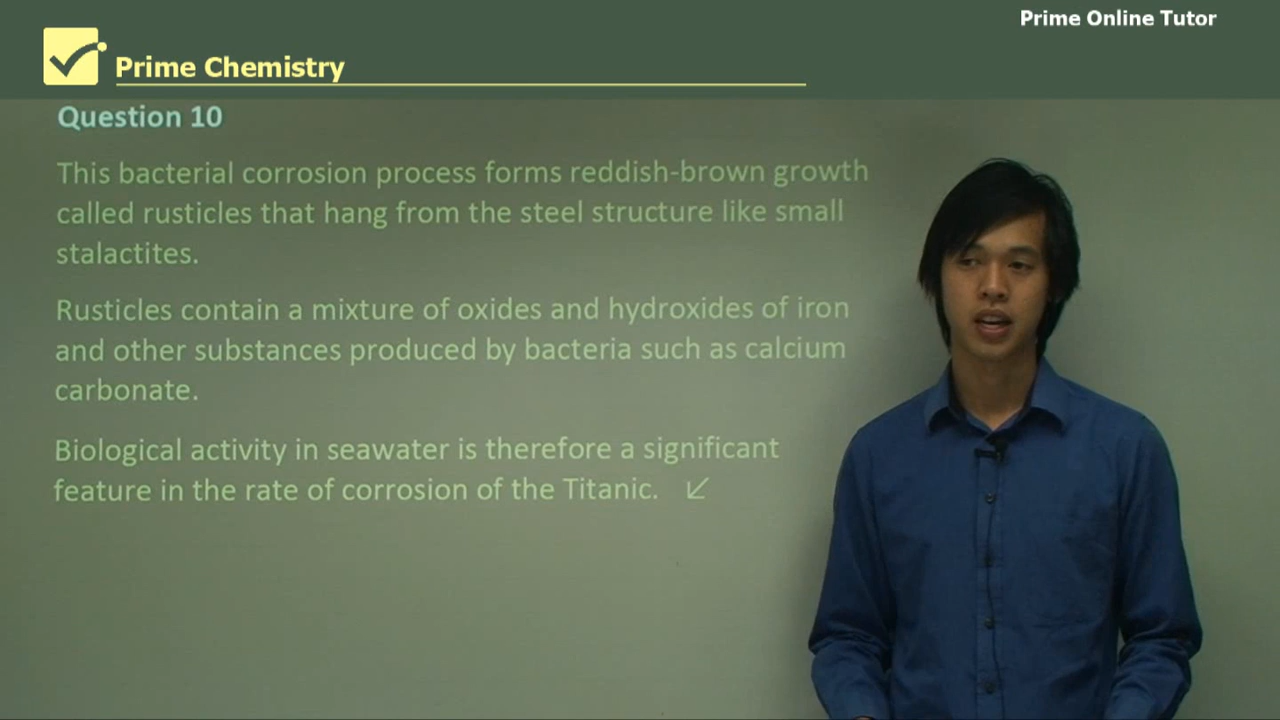 Prime Online Tutor
Prime Chemistry
Question 10
This bacterial corrosion process forms reddish-brown growth
called rusticles that hang from the steel structure like small
stalactites.
Rusticles contain a mixture of oxides and hydroxides of iron
and other substances produced by bacteria such as calcium
carbonate.
Biological activity in seawater is therefore a significant
feature in the rate of corrosion of the Titanic.